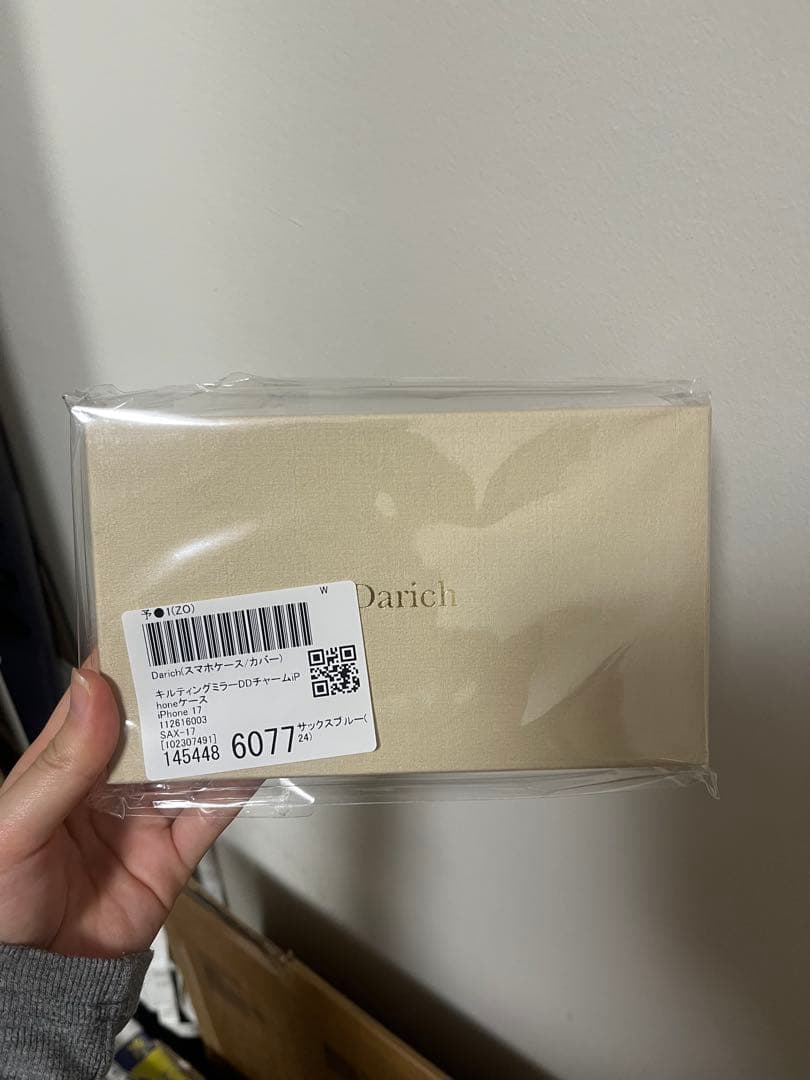 Darich
予●1(ZO)
W
Darich(スマホケース/カバー)
キルティングミラーDDチャームiP
honeケース
iPhone 17
112616003
SAX-17
[102307491]
145448 6077 サックスブルー(
24)